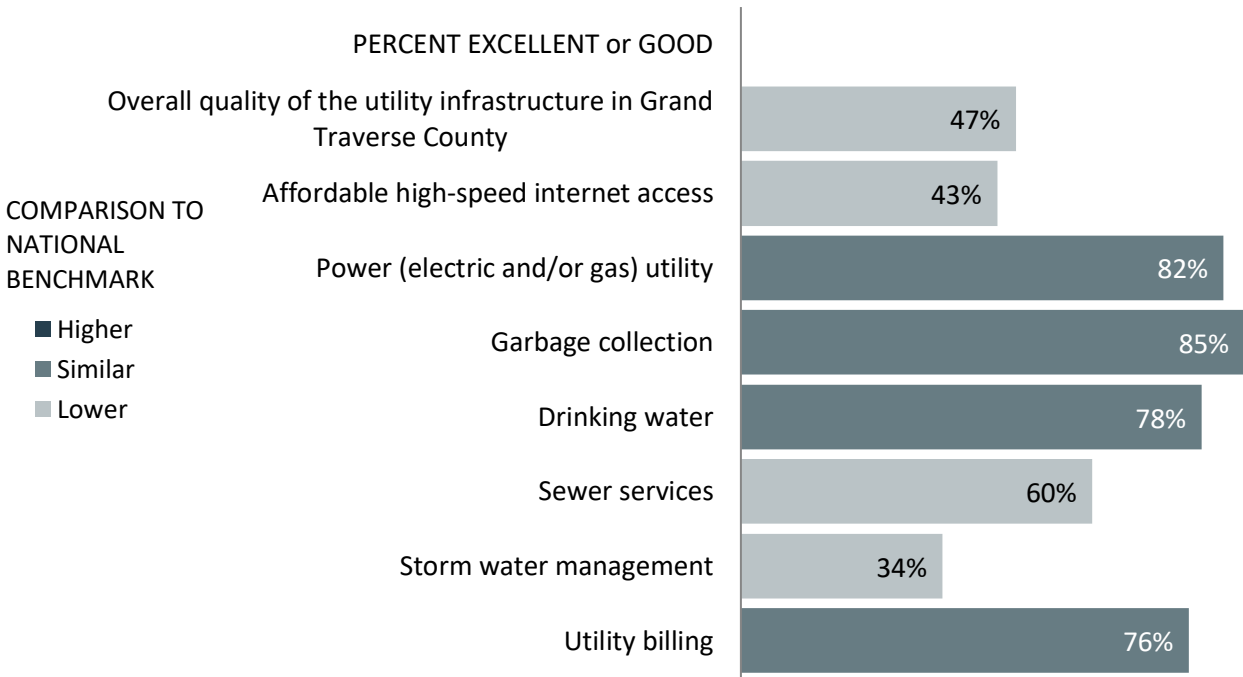 PERCENT EXCELLENT or GOOD
Overall quality of the utility infrastructure in Grand
Traverse County
47%
Affordable high-speed internet access
43%
COMPARISON TO
NATIONAL
BENCHMARK
Higher
Similar
Lower
Power (electric and/or gas) utility
82%
Garbage collection
85%
Drinking water
78%
Sewer services
60%
Storm water management
34%
Utility billing
76%